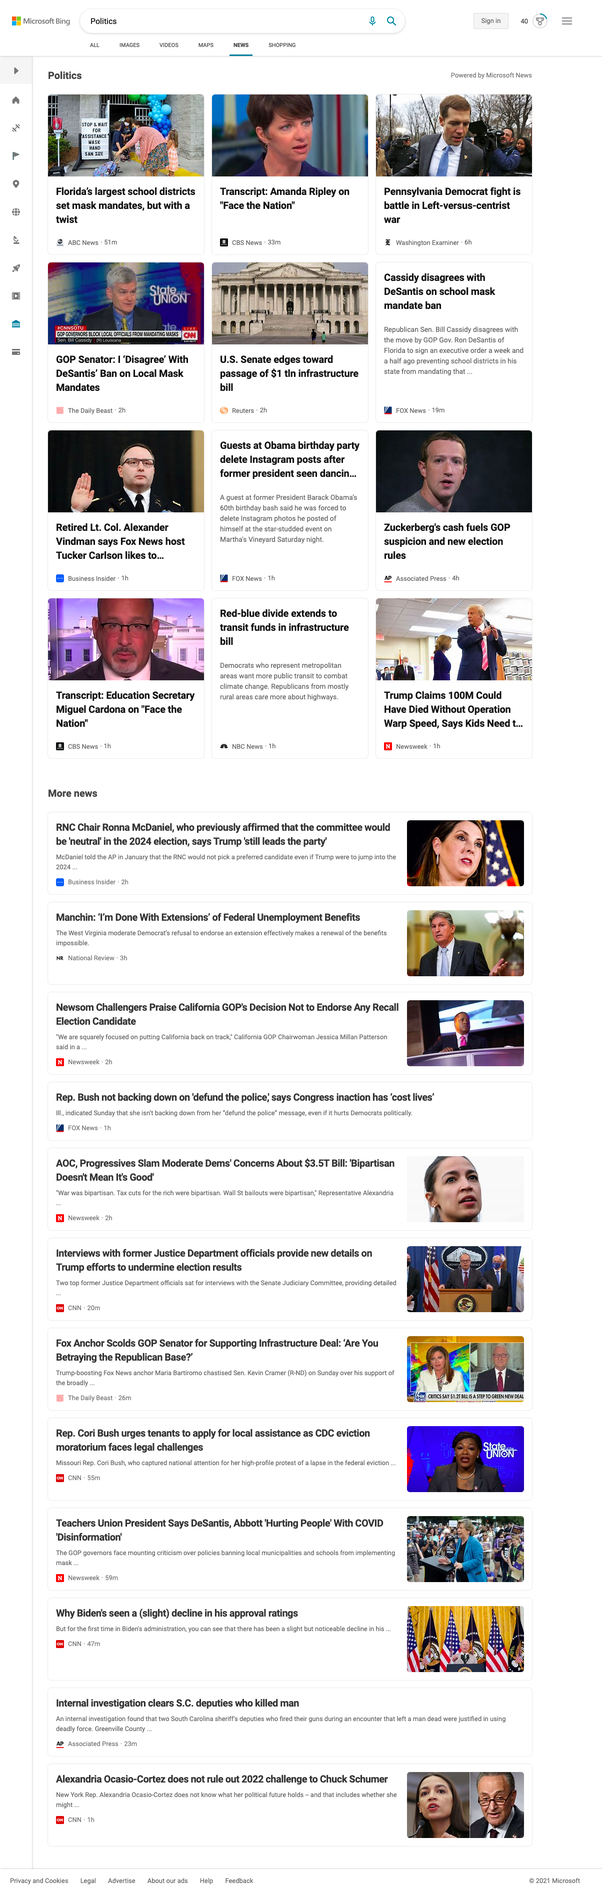 Microsoft Bing
Politics
Sign in
40
ALL
IMAGES
VIDEOS
MAPS
NEWS
SHOPPING
Politics
Powered by Microsoft News
STOP & WAIT
FOR
ASSISTANCE
MASK
HAND
SAN IZE
Florida's largest school districts
set mask mandates, but with a
twist
ABC News · 51m
Transcript: Amanda Ripley on
"Face the Nation"
CBS News · 33m
Pennsylvania Democrat fight is
battle in Left-versus-centrist
war
Washington Examiner · 6h
State of the
UNION
#CNNSOTU
GOP GOVERNORS BLOCK LOCAL OFFICIALS FROM MANDATING MASKS
Sen. Bill Cassidy
CNN
GOP Senator: I 'Disagree' With
DeSantis' Ban on Local Mask
Mandates
The Daily Beast · 2h
U.S. Senate edges toward
passage of $1 tln infrastructure
bill
Reuters · 2h
Cassidy disagrees with
DeSantis on school mask
mandate ban
Republican Sen. Bill Cassidy disagrees with
the move by GOP Gov. Ron DeSantis of
Florida to sign an executive order a week and
a half ago preventing school districts in his
state from mandating that ...
FOX News · 19m
Retired Lt. Col. Alexander
Vindman says Fox News host
Tucker Carlson likes to...
Business Insider · 1h
Guests at Obama birthday party
delete Instagram posts after
former president seen dancin...
A guest at former President Barack Obama's
60th birthday bash said he was forced to
delete Instagram photos he posted of
himself at the star-studded event on
Martha's Vineyard Saturday night.
FOX News · 1h
Zuckerberg's cash fuels GOP
suspicion and new election
rules
AP Associated Press · 4h
Transcript: Education Secretary
Miguel Cardona on "Face the
Nation"
CBS News · 1h
Red-blue divide extends to
transit funds in infrastructure
bill
Democrats who represent metropolitan
areas want more public transit to combat
climate change. Republicans from mostly
rural areas care more about highways.
NBC News · 1h
Trump Claims 100M Could
Have Died Without Operation
Warp Speed, Says Kids Need t...
N Newsweek · 1h
More news
RNC Chair Ronna McDaniel, who previously affirmed that the committee would
be 'neutral' in the 2024 election, says Trump 'still leads the party'
McDaniel told the AP in January that the RNC would not pick a preferred candidate even if Trump were to jump into the
2024 ...
Business Insider · 2h
Manchin: 'I'm Done With Extensions' of Federal Unemployment Benefits
The West Virginia moderate Democrat's refusal to endorse an extension effectively makes a renewal of the benefits
impossible.
NR National Review · 3h
Newsom Challengers Praise California GOP's Decision Not to Endorse Any Recall
Election Candidate
"We are squarely focused on putting California back on track," California GOP Chairwoman Jessica Millan Patterson
said in a ...
N Newsweek · 2h
Rep. Bush not backing down on 'defund the police,' says Congress inaction has 'cost lives'
Ill., indicated Sunday that she isn't backing down from her "defund the police" message, even if it hurts Democrats politically.
FOX News · 1h
AOC, Progressives Slam Moderate Dems' Concerns About $3.5T Bill: 'Bipartisan
Doesn't Mean It's Good'
"War was bipartisan. Tax cuts for the rich were bipartisan. Wall St bailouts were bipartisan," Representative Alexandria
...
N Newsweek · 2h
Interviews with former Justice Department officials provide new details on
Trump efforts to undermine election results
Two top former Justice Department officials sat for interviews with the Senate Judiciary Committee, providing detailed
...
CNN CNN · 20m
Fox Anchor Scolds GOP Senator for Supporting Infrastructure Deal: 'Are You
Betraying the Republican Base?'
Trump-boosting Fox News anchor Maria Bartiromo chastised Sen. Kevin Cramer (R-ND) on Sunday over his support of
the broadly ...
The Daily Beast · 26m
CRITICS SAY $1.2T BILL IS A STEP TO GREEN NEW DEAL
Rep. Cori Bush urges tenants to apply for local assistance as CDC eviction
moratorium faces legal challenges
Missouri Rep. Cori Bush, who captured national attention for her high-profile protest of a lapse in the federal eviction ...
CNN CNN · 55m
State of the
UNION
Teachers Union President Says DeSantis, Abbott 'Hurting People' With COVID
'Disinformation'
The GOP governors face mounting criticism over policies banning local municipalities and schools from implementing
mask ...
N Newsweek · 59m
Why Biden's seen a (slight) decline in his approval ratings
But for the first time in Biden's administration, you can see that there has been a slight but noticeable decline in his ...
CNN CNN · 47m
Internal investigation clears S.C. deputies who killed man
An internal investigation found that two South Carolina sheriff's deputies who fired their guns during an encounter that left a man dead were justified in using
deadly force. Greenville County ...
AP Associated Press · 23m
Alexandria Ocasio-Cortez does not rule out 2022 challenge to Chuck Schumer
New York Rep. Alexandria Ocasio-Cortez does not know what her political future holds – and that includes whether she
might ...
CNN CNN · 1h
Privacy and Cookies
Legal
Advertise
About our ads
Help
Feedback
© 2021 Microsoft